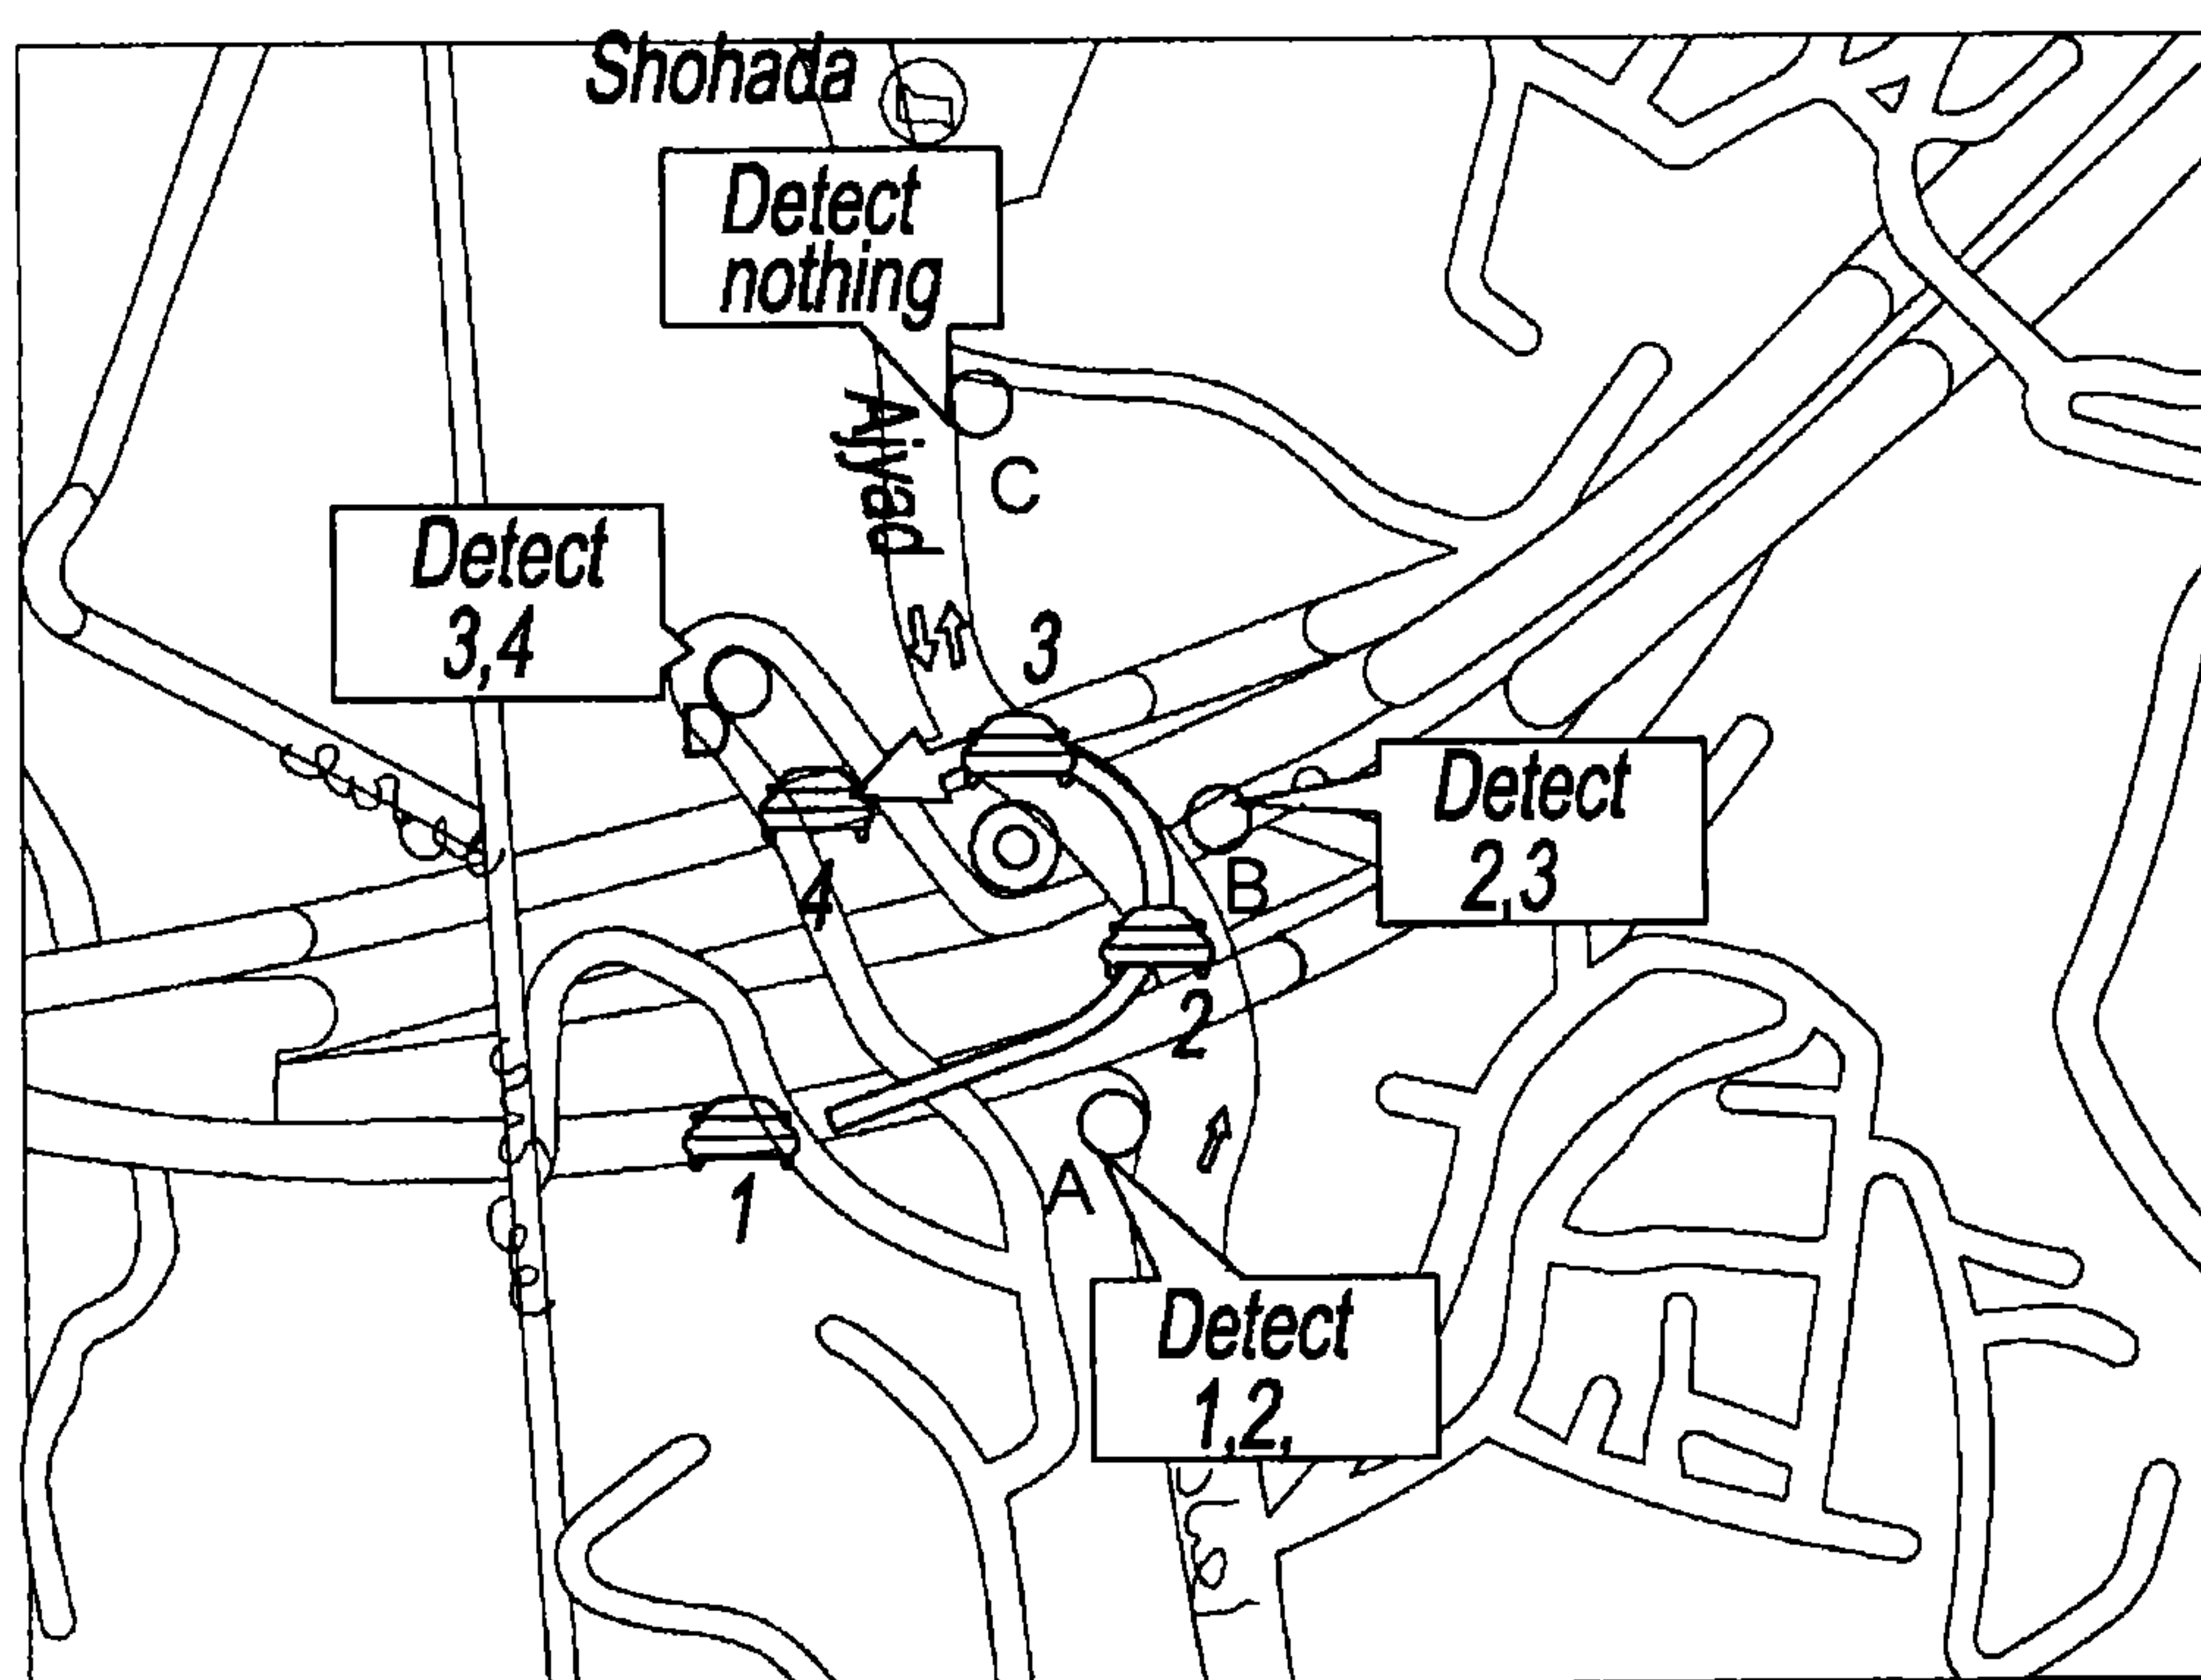 Shohada
Detect
nothing
Ajyad
C
Detect
3,4
3
D
Detect
2,3
4
B
2
A
1
Detect
1,2,